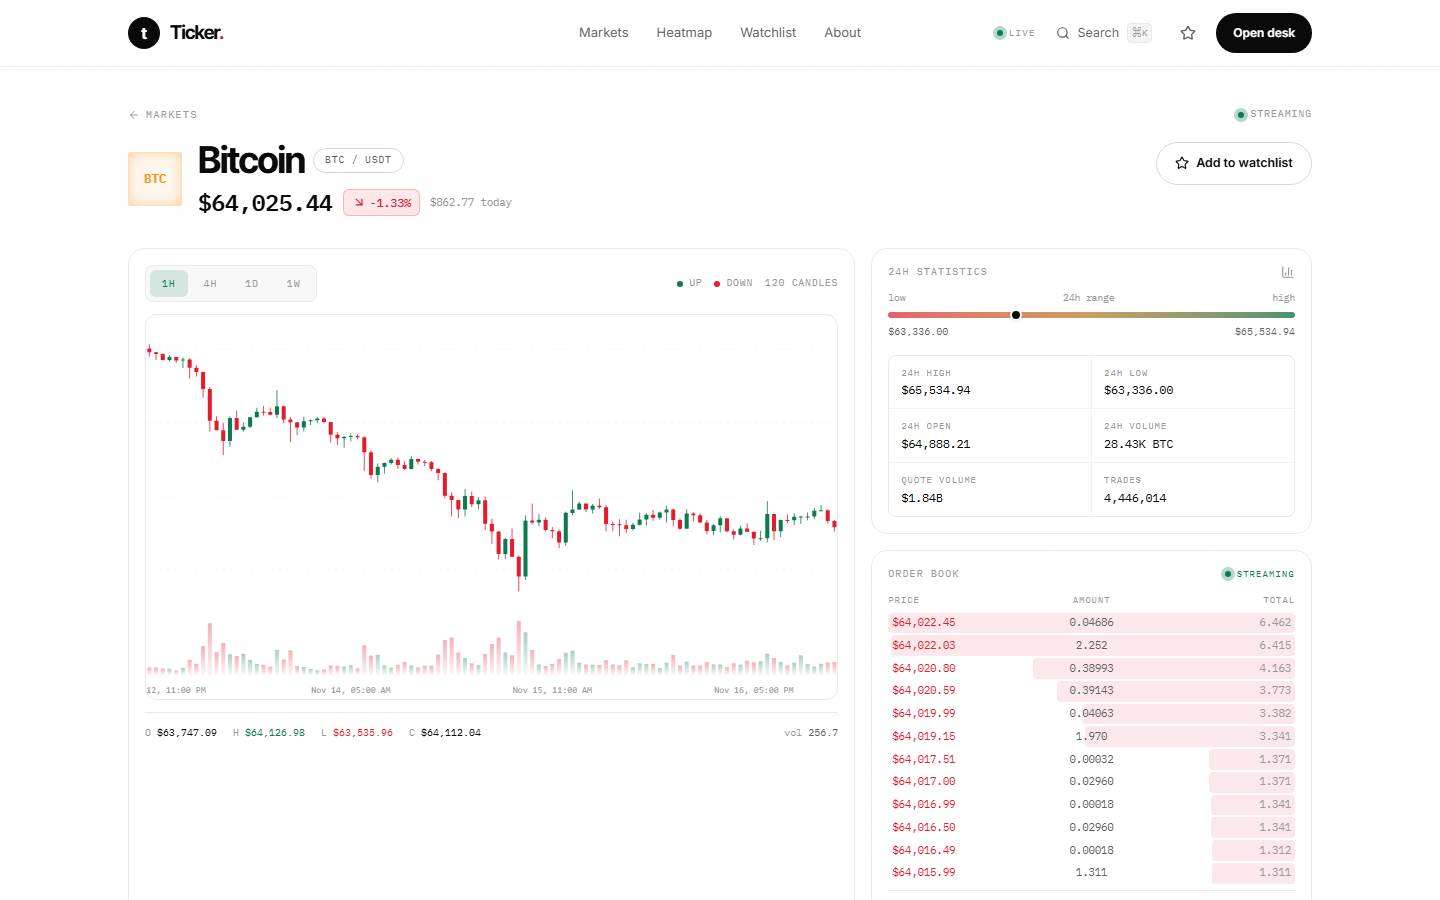 t Ticker.
Markets Heatmap Watchlist About
LIVE Search ⌘K Open desk
← MARKETS
STREAMING
BTC
Bitcoin BTC / USDT
$64,025.44 ↘ -1.33% $862.77 today
Add to watchlist
1H 4H 1D 1W
UP DOWN 120 CANDLES
12, 11:00 PM Nov 14, 05:00 AM Nov 15, 11:00 AM Nov 16, 05:00 PM
O $63,747.09 H $64,126.98 L $63,535.96 C $64,112.04 vol 256.7
24H STATISTICS
low 24h range high
$63,336.00 $65,534.94
24H HIGH 24H LOW
$65,534.94 $63,336.00
24H OPEN 24H VOLUME
$64,888.21 28.43K BTC
QUOTE VOLUME TRADES
$1.84B 4,446,014
ORDER BOOK STREAMING
PRICE AMOUNT TOTAL
$64,022.45 0.04686 6.462
$64,022.03 2.252 6.415
$64,020.80 0.38993 4.163
$64,020.59 0.39143 3.773
$64,019.99 0.04063 3.382
$64,019.15 1.970 3.341
$64,017.51 0.00032 1.371
$64,017.00 0.02960 1.371
$64,016.99 0.00018 1.341
$64,016.50 0.02960 1.341
$64,016.49 0.00018 1.312
$64,015.99 1.311 1.311